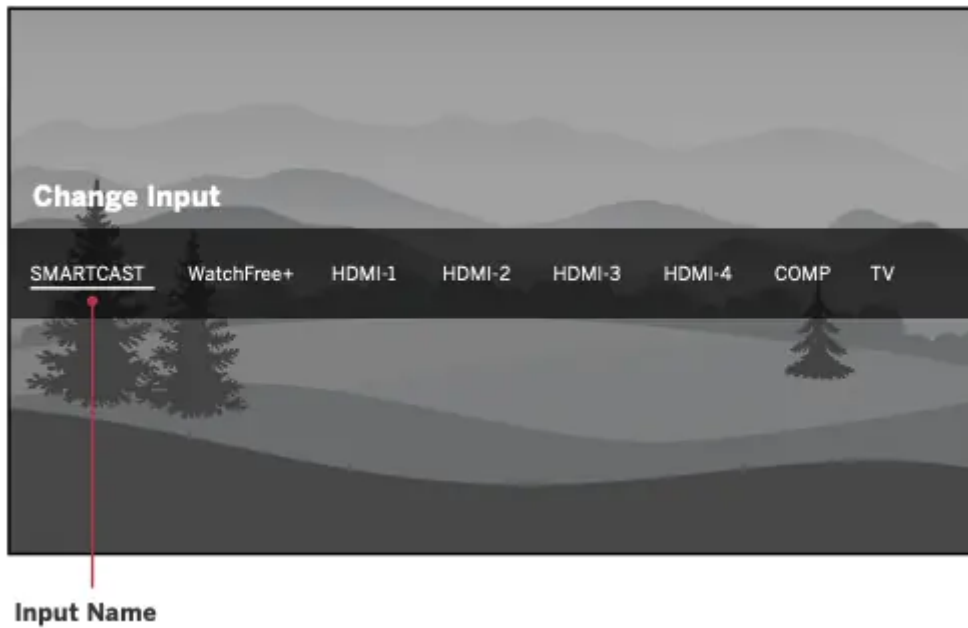 Change Input
SMARTCAST WatchFree+ HDMI-1 HDMI-2 HDMI-3 HDMI-4 COMP TV
Input Name